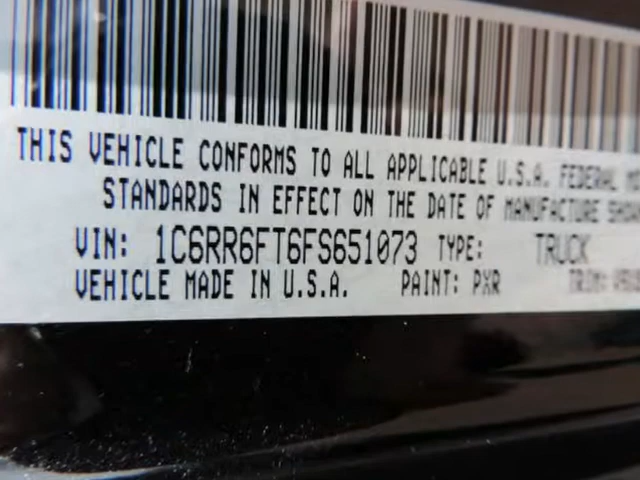 THIS VEHICLE CONFORMS TO ALL APPLICABLE U.S.A. FEDERAL
STANDARDS IN EFFECT ON THE DATE OF MANUFACTURE
VIN: 1C6RR6FT6FS651073 TYPE: TRUCK
VEHICLE MADE IN U.S.A. PAINT: PXR TRIM: